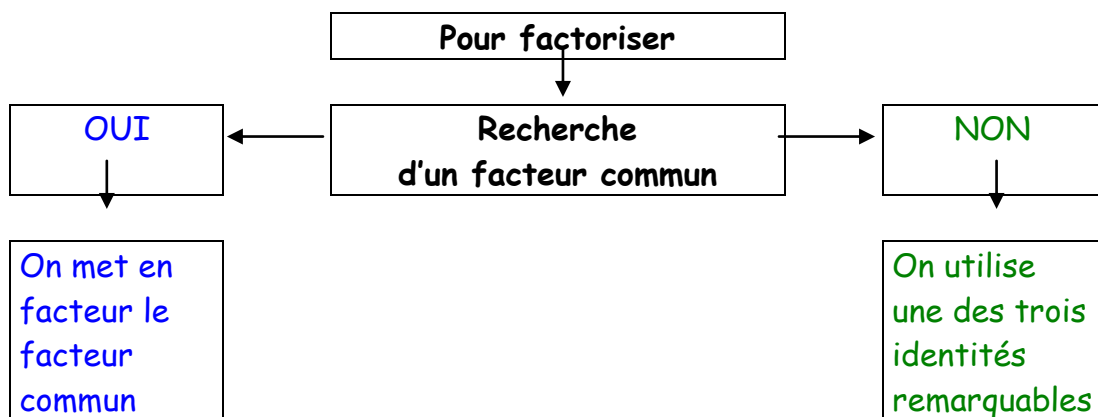 Pour factoriser
OUI
Recherche
d'un facteur commun
NON
On met en
facteur le
facteur
commun
On utilise
une des trois
identités
remarquables